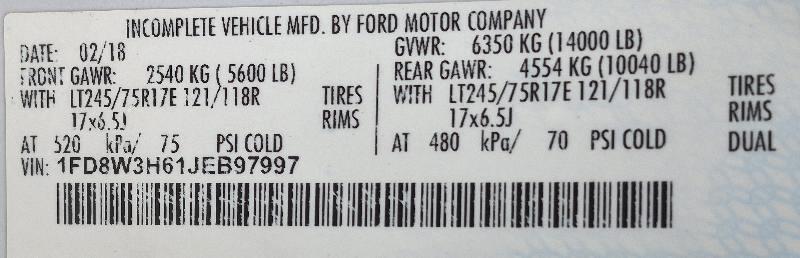 INCOMPLETE VEHICLE MFD. BY FORD MOTOR COMPANY
DATE: 02/18 GVWR: 6350 KG (14000 LB)
FRONT GAWR: 2540 KG ( 5600 LB) REAR GAWR: 4554 KG (10040 LB)
WITH LT245/75R17E 121/118R TIRES WITH LT245/75R17E 121/118R TIRES
17x6.5J RIMS 17x6.5J RIMS
AT 520 kPa/ 75 PSI COLD AT 480 kPa/ 70 PSI COLD DUAL
VIN: 1FD8W3H61JEB97997